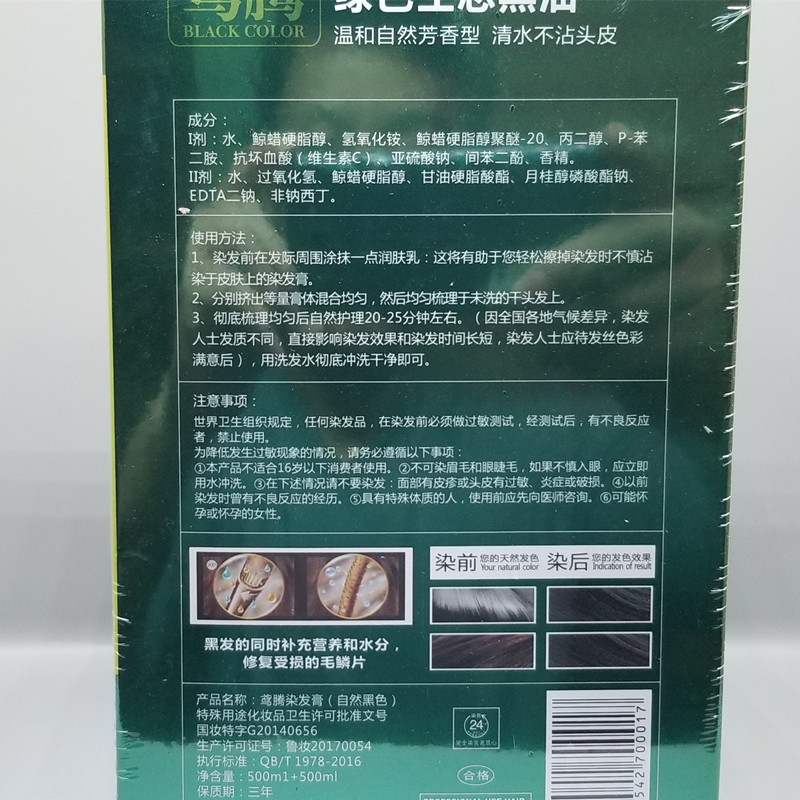 BLACK COLOR
温和自然芳香型 清水不沾头皮
成分：
I剂：水、鲸蜡硬脂醇、氢氧化铵、鲸蜡硬脂醇聚醚-20、丙二醇、P-苯
二胺、抗坏血酸（维生素C）、亚硫酸钠、间苯二酚、香精。
II剂：水、过氧化氢、鲸蜡硬脂醇、甘油硬脂酸酯、月桂醇磷酸酯钠、
EDTA二钠、非钠西丁。
使用方法：
1、染发前在发际周围涂抹一点润肤乳：这将有助于您轻松擦掉染发时不慎沾
染于皮肤上的染发膏。
2、分别挤出等量膏体混合均匀，然后均匀梳理于未洗的干头发上。
3、彻底梳理均匀后自然护理20-25分钟左右。（因全国各地气候差异，染发
人士发质不同，直接影响染发效果和染发时间长短，染发人士应待发丝色彩
满意后），用洗发水彻底冲洗干净即可。
注意事项：
世界卫生组织规定，任何染发品，在染发前必须做过敏测试，经测试后，有不良反应
者，禁止使用。
为降低发生过敏现象的情况，请务必遵循以下事项：
①本产品不适合16岁以下消费者使用。②不可染眉毛和眼睫毛，如果不慎入眼，应立即
用水冲洗。③在下述情况请不要染发：面部有皮疹或头皮有过敏、炎症或破损。④以前
染发时曾有不良反应的经历。⑤具有特殊体质的人，使用前应先向医师咨询。⑥可能怀
孕或怀孕的女性。
染前 您的天然发色 Your natural color 染后 您的发色效果 Indication of result
黑发的同时补充营养和水分，
修复受损的毛鳞片
产品名称：鸢腾染发膏（自然黑色）
特殊用途化妆品卫生许可批准文号
国妆特字G20140656
生产许可证号：鲁妆20170054
执行标准：QB/T 1978-2016
净含量：500m1+500ml
保质期：三年
24
合格
542700017